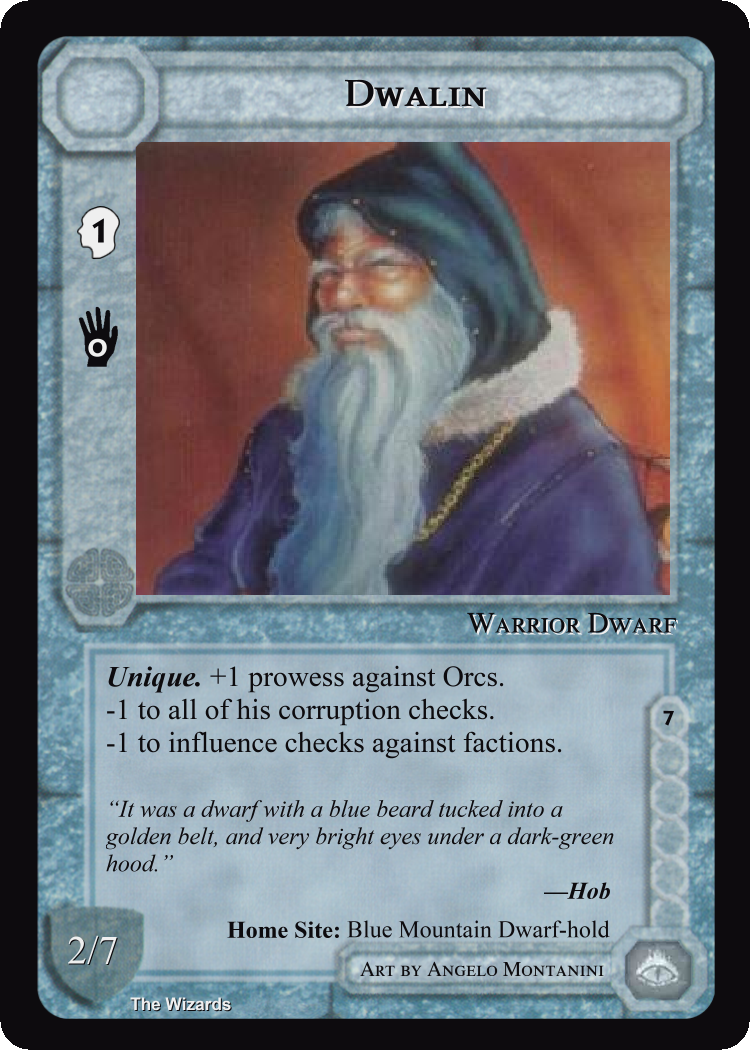 Dwalin
1
0
Warrior Dwarf
Unique. +1 prowess against Orcs.
-1 to all of his corruption checks.
-1 to influence checks against factions.
7
“It was a dwarf with a blue beard tucked into a
golden belt, and very bright eyes under a dark-green
hood.”
—Hob
Home Site: Blue Mountain Dwarf-hold
2/7
Art by Angelo Montanini
The Wizards